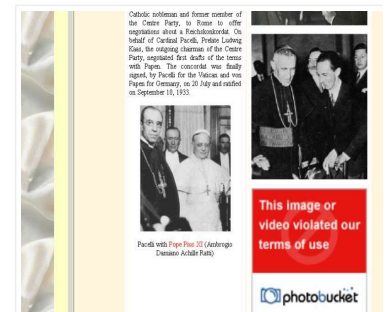 Catholic nobleman and former member of
the Centre Party, to Rome to offer
negotiations about a Reichskonkordat. On
behalf of Cardinal Pacelli, Prelate Ludwig
Kaas, the outgoing chairman of the Centre
Party, negotiated first drafts of the terms
with Papen. The concordat was finally
signed, by Pacelli for the Vatican and von
Papen for Germany, on 20 July and ratified
on September 10, 1933.
Pacelli with Pope Pius XI (Ambrogio
Damiano Achille Ratti)
This image or
video violated our
terms of use
photobucket